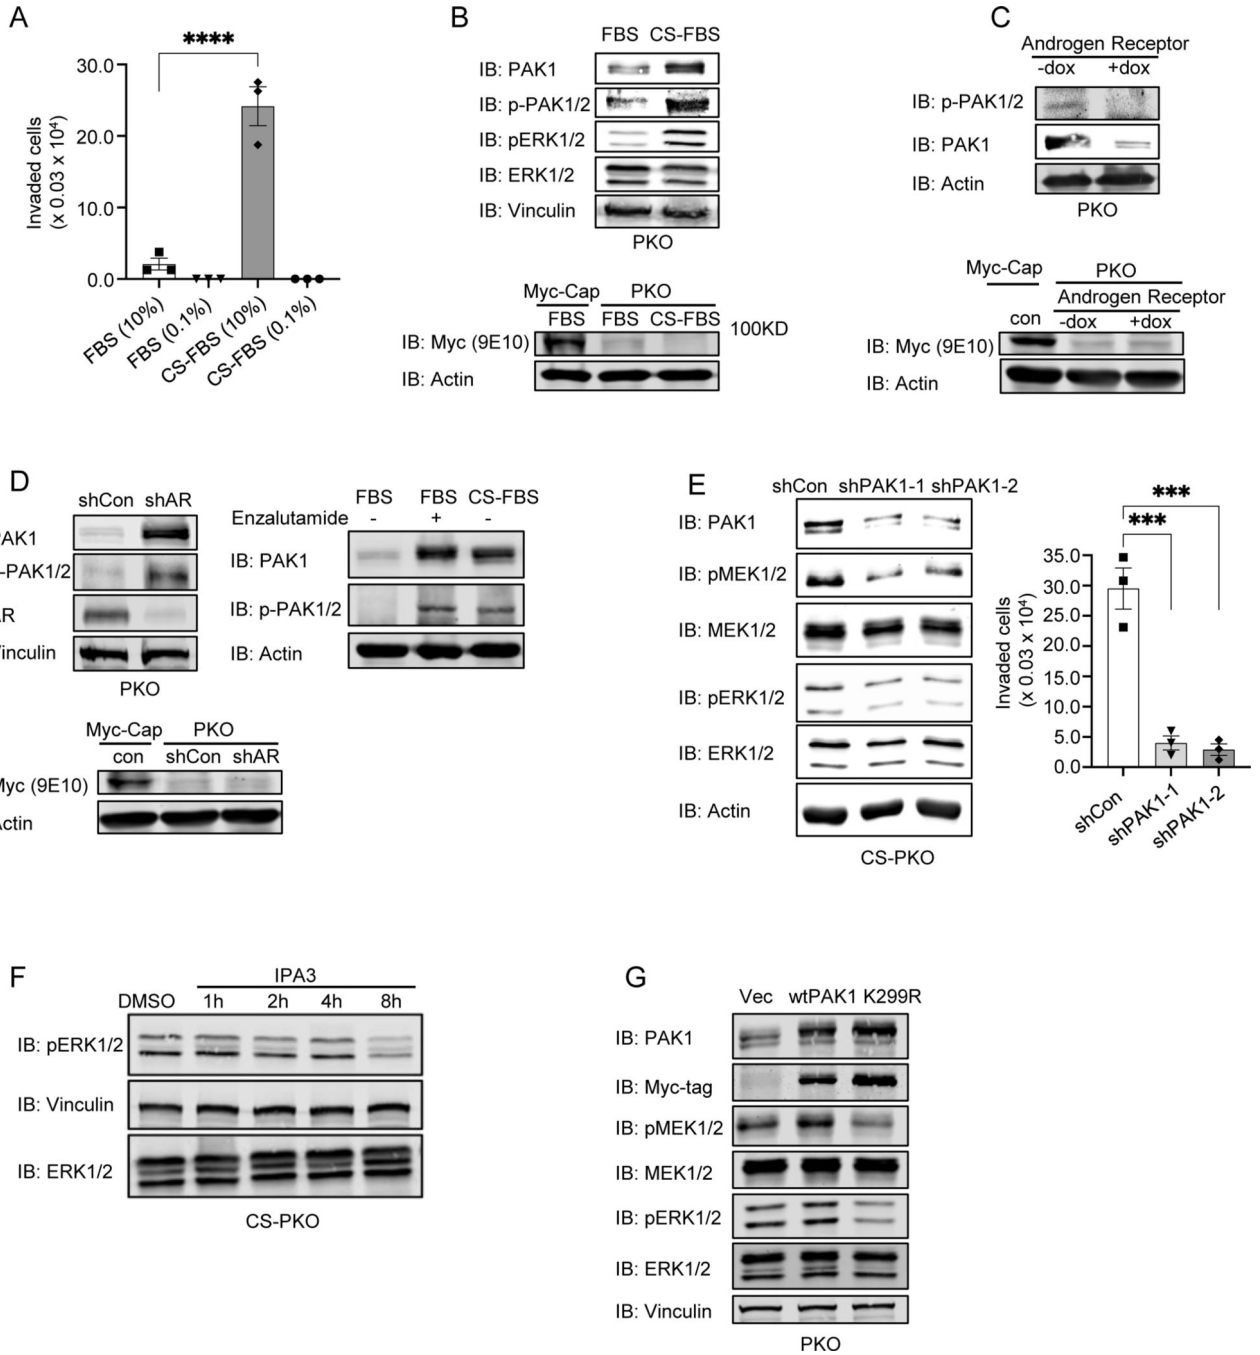 A
****
30.0
20.0
10.0
0.0
Invaded cells
(x 0.03 x 10⁴)
FBS (10%)
FBS (0.1%)
CS-FBS (10%)
CS-FBS (0.1%)
B
FBS CS-FBS
IB: PAK1
IB: p-PAK1/2
IB: pERK1/2
IB: ERK1/2
IB: Vinculin
PKO
Myc-Cap PKO
FBS FBS CS-FBS
100KD
IB: Myc (9E10)
IB: Actin
C
Androgen Receptor
-dox +dox
IB: p-PAK1/2
IB: PAK1
IB: Actin
PKO
Myc-Cap PKO
Androgen Receptor
con -dox +dox
IB: Myc (9E10)
IB: Actin
D
shCon shAR
PAK1
-PAK1/2
AR
Vinculin
PKO
FBS FBS CS-FBS
Enzalutamide - + -
IB: PAK1
IB: p-PAK1/2
IB: Actin
Myc-Cap PKO
con shCon shAR
Myc (9E10)
Actin
E
shCon shPAK1-1 shPAK1-2
IB: PAK1
IB: pMEK1/2
IB: MEK1/2
IB: pERK1/2
IB: ERK1/2
IB: Actin
CS-PKO
***
***
35.0
30.0
25.0
20.0
15.0
10.0
5.0
0.0
Invaded cells
(x 0.03 x 10⁴)
shCon
shPAK1-1
shPAK1-2
F
IPA3
DMSO 1h 2h 4h 8h
IB: pERK1/2
IB: Vinculin
IB: ERK1/2
CS-PKO
G
Vec wtPAK1 K299R
IB: PAK1
IB: Myc-tag
IB: pMEK1/2
IB: MEK1/2
IB: pERK1/2
IB: ERK1/2
IB: Vinculin
PKO